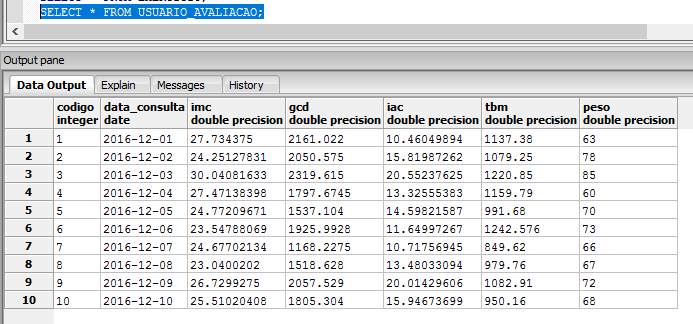 SELECT * FROM USUARIO_AVALIACAO;
Output pane
Data Output Explain Messages History
codigo integer data_consulta date imc double precision gcd double precision iac double precision tbm double precision peso double precision
1 1 2016-12-01 27.734375 2161.022 10.46049894 1137.38 63
2 2 2016-12-02 24.25127831 2050.575 15.81987262 1079.25 78
3 3 2016-12-03 30.04081633 2319.615 20.55237625 1220.85 85
4 4 2016-12-04 27.47138398 1797.6745 13.32555383 1159.79 60
5 5 2016-12-05 24.77209671 1537.104 14.59821587 991.68 70
6 6 2016-12-06 23.54788069 1925.9928 11.64997267 1242.576 73
7 7 2016-12-07 24.67702134 1168.2275 10.71756945 849.62 66
8 8 2016-12-08 23.0400202 1518.628 13.48033094 979.76 67
9 9 2016-12-09 26.7299275 2057.529 20.01429606 1082.91 72
10 10 2016-12-10 25.51020408 1805.304 15.94673699 950.16 68